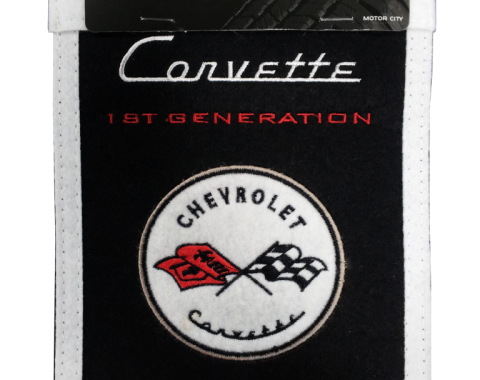 MOTOR CITY
Corvette
1ST GENERATION
CHEVROLET
Corvette